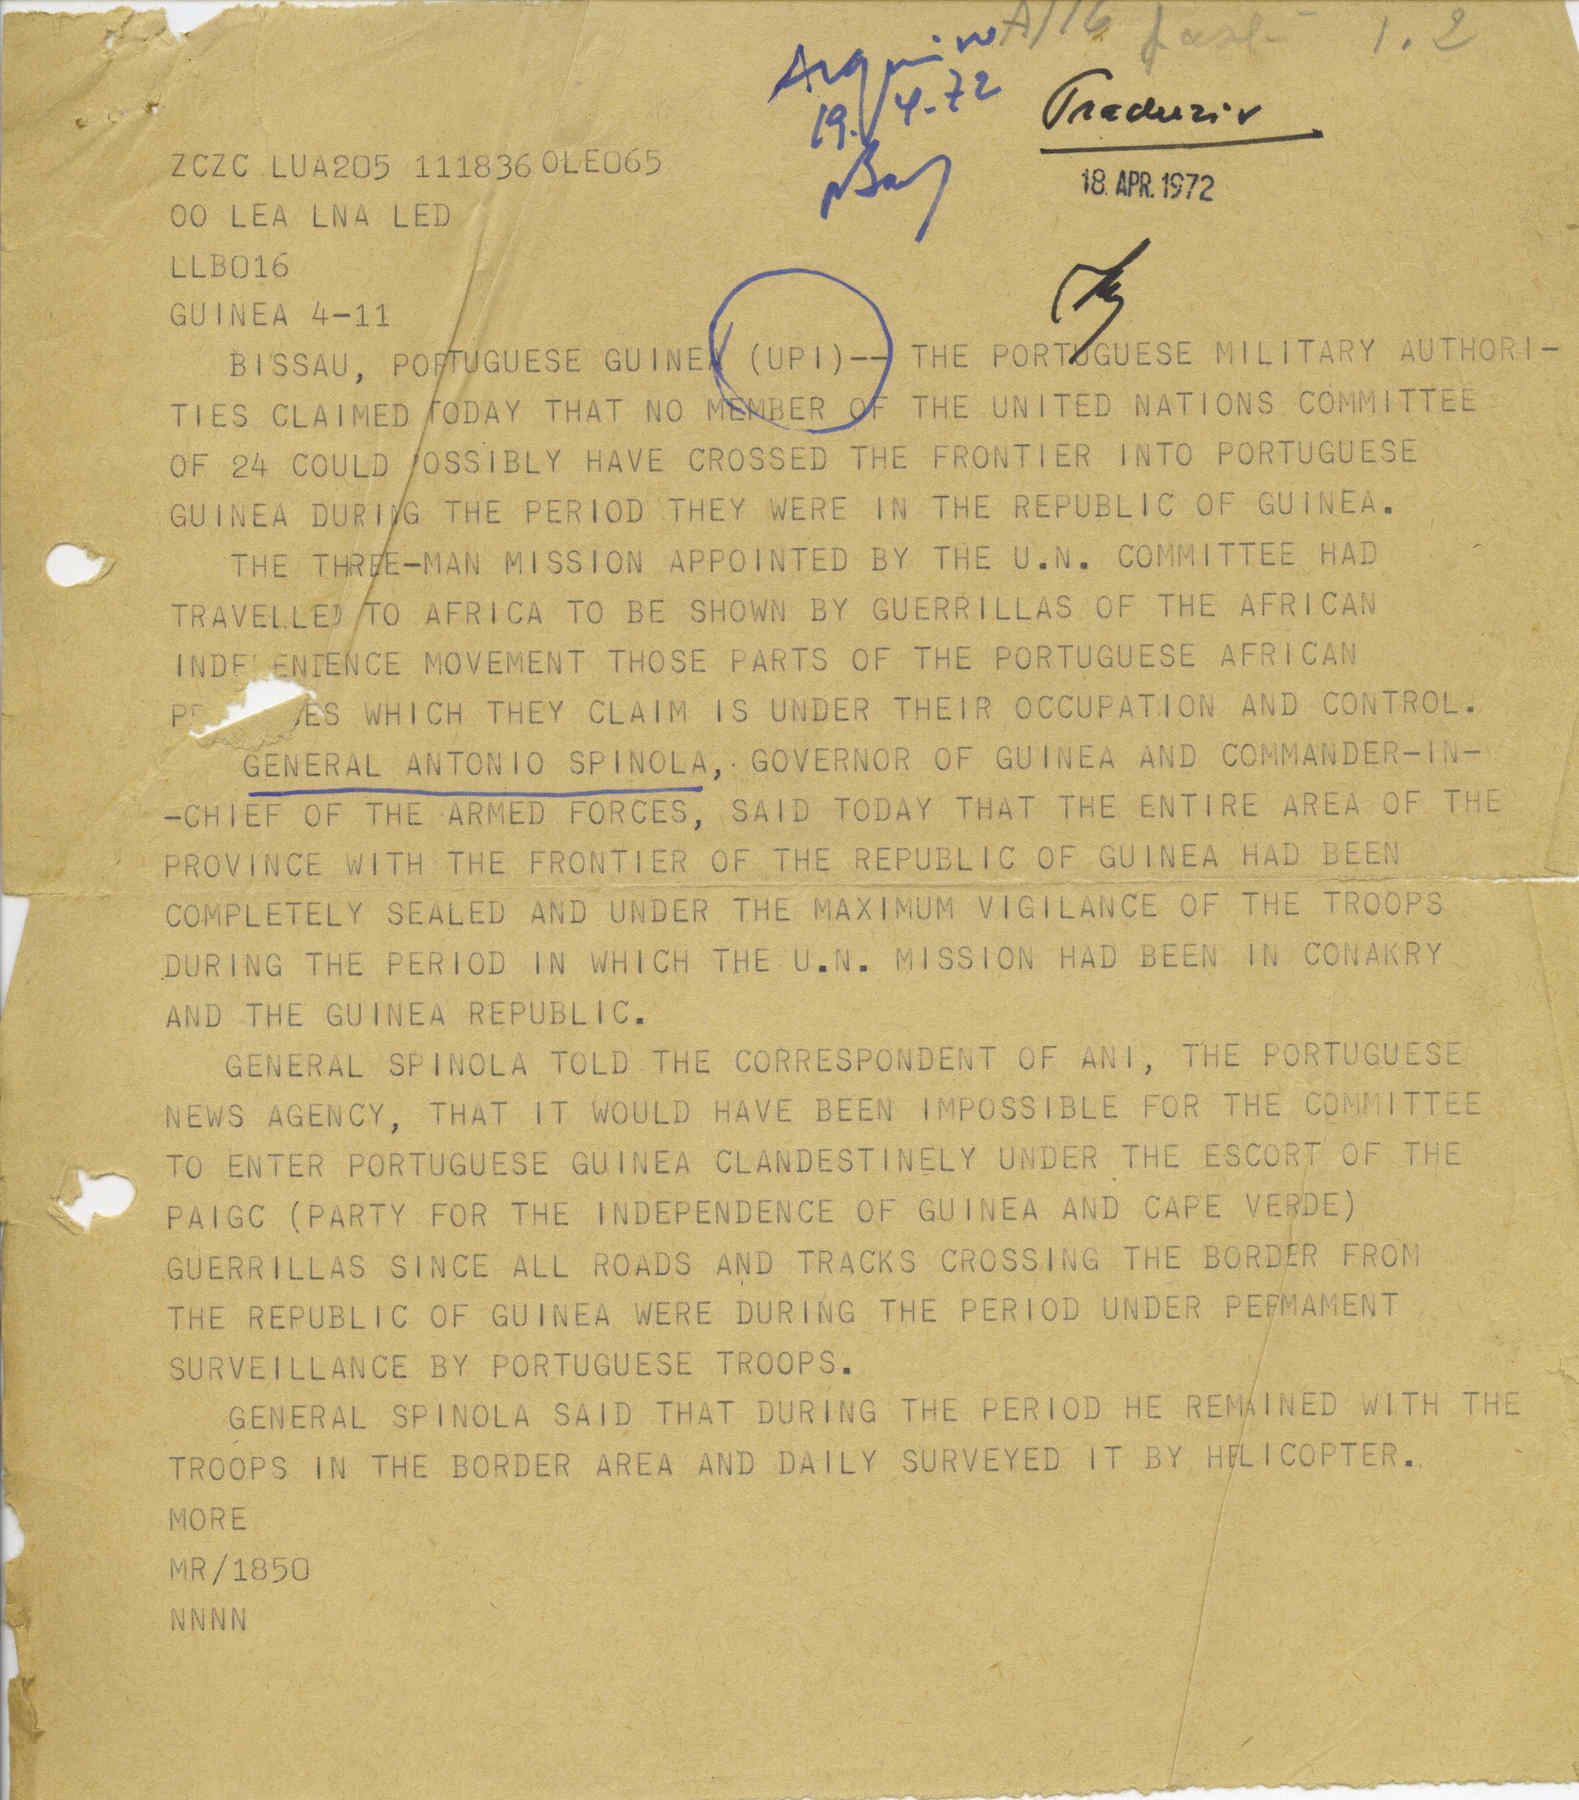 A/16 1.2
Arquivo
19.4.72
Traduzir
18. APR. 1972
ZCZC LUA205 111836 OLE065
OO LEA LNA LED
LLB016
GUINEA 4-11
BISSAU, PORTUGUESE GUINEA (UPI)-- THE PORTUGUESE MILITARY AUTHORI-
TIES CLAIMED TODAY THAT NO MEMBER OF THE UNITED NATIONS COMMITTEE
OF 24 COULD POSSIBLY HAVE CROSSED THE FRONTIER INTO PORTUGUESE
GUINEA DURING THE PERIOD THEY WERE IN THE REPUBLIC OF GUINEA.
THE THREE-MAN MISSION APPOINTED BY THE U.N. COMMITTEE HAD
TRAVELLED TO AFRICA TO BE SHOWN BY GUERRILLAS OF THE AFRICAN
MOVEMENT THOSE PARTS OF THE PORTUGUESE AFRICAN
WHICH THEY CLAIM IS UNDER THEIR OCCUPATION AND CONTROL.
GENERAL ANTONIO SPINOLA, GOVERNOR OF GUINEA AND COMMANDER-IN-
-CHIEF OF THE ARMED FORCES, SAID TODAY THAT THE ENTIRE AREA OF THE
PROVINCE WITH THE FRONTIER OF THE REPUBLIC OF GUINEA HAD BEEN
COMPLETELY SEALED AND UNDER THE MAXIMUM VIGILANCE OF THE TROOPS
DURING THE PERIOD IN WHICH THE U.N. MISSION HAD BEEN IN CONAKRY
AND THE GUINEA REPUBLIC.
GENERAL SPINOLA TOLD THE CORRESPONDENT OF ANI, THE PORTUGUESE
NEWS AGENCY, THAT IT WOULD HAVE BEEN IMPOSSIBLE FOR THE COMMITTEE
TO ENTER PORTUGUESE GUINEA CLANDESTINELY UNDER THE ESCORT OF THE
PAIGC (PARTY FOR THE INDEPENDENCE OF GUINEA AND CAPE VERDE)
GUERRILLAS SINCE ALL ROADS AND TRACKS CROSSING THE BORDER FROM
THE REPUBLIC OF GUINEA WERE DURING THE PERIOD UNDER PERMAMENT
SURVEILLANCE BY PORTUGUESE TROOPS.
GENERAL SPINOLA SAID THAT DURING THE PERIOD HE REMAINED WITH THE
TROOPS IN THE BORDER AREA AND DAILY SURVEYED IT BY HELICOPTER.
MORE
MR/1850
NNNN